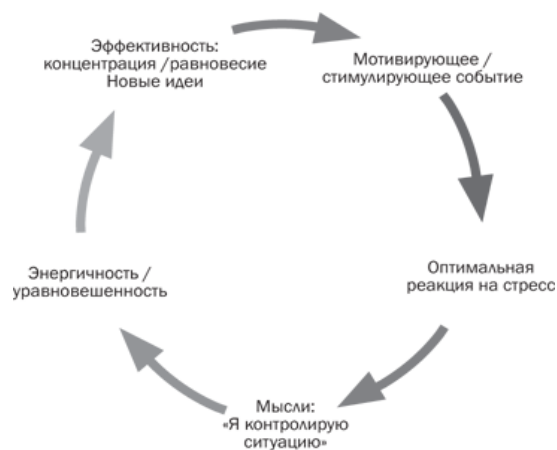 Эффективность:
концентрация /равновесие
Новые идеи
Мотивирующее /
стимулирующее событие
Оптимальная
реакция на стресс
Мысли:
«Я контролирую
ситуацию»
Энергичность /
уравновешенность